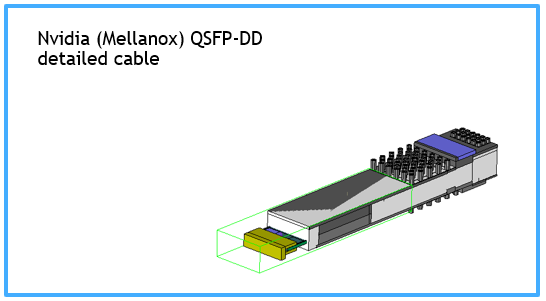 Nvidia (Mellanox) QSFP-DD
detailed cable